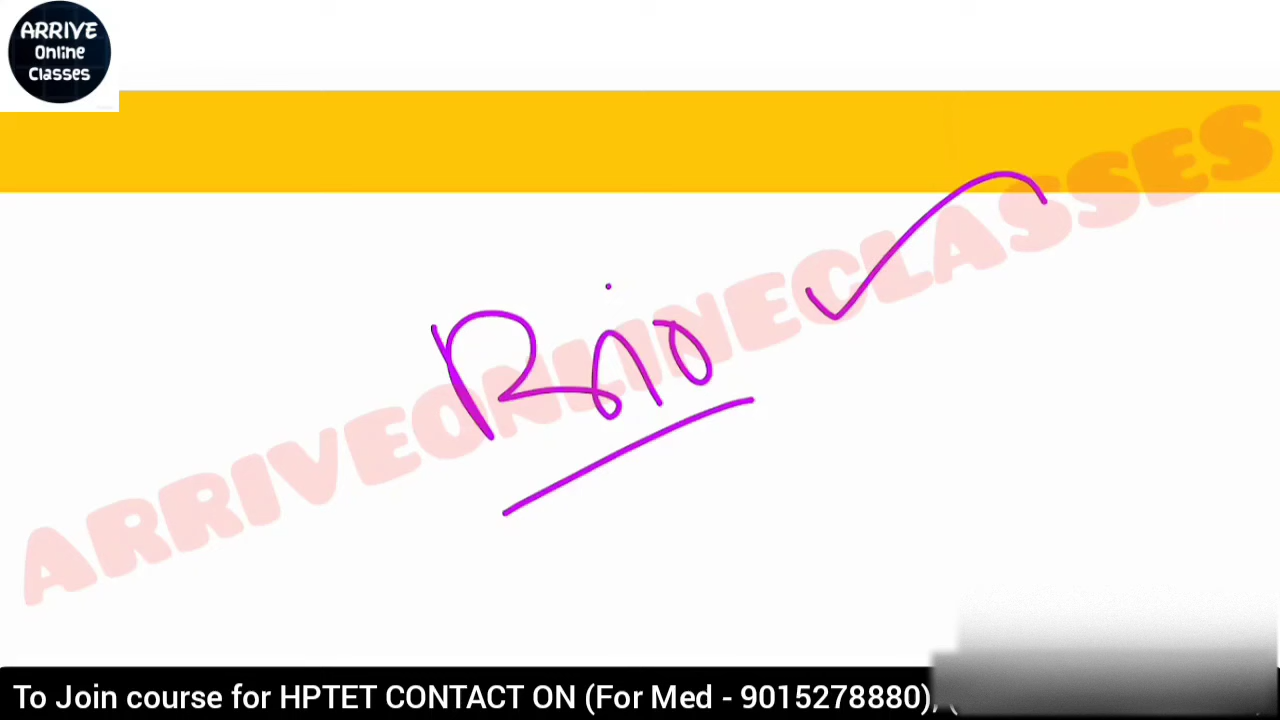 ARRIVE
Online
Classes
ARRIVEONLINECLASSES
To Join course for HPTET CONTACT ON (For Med - 9015278880), (